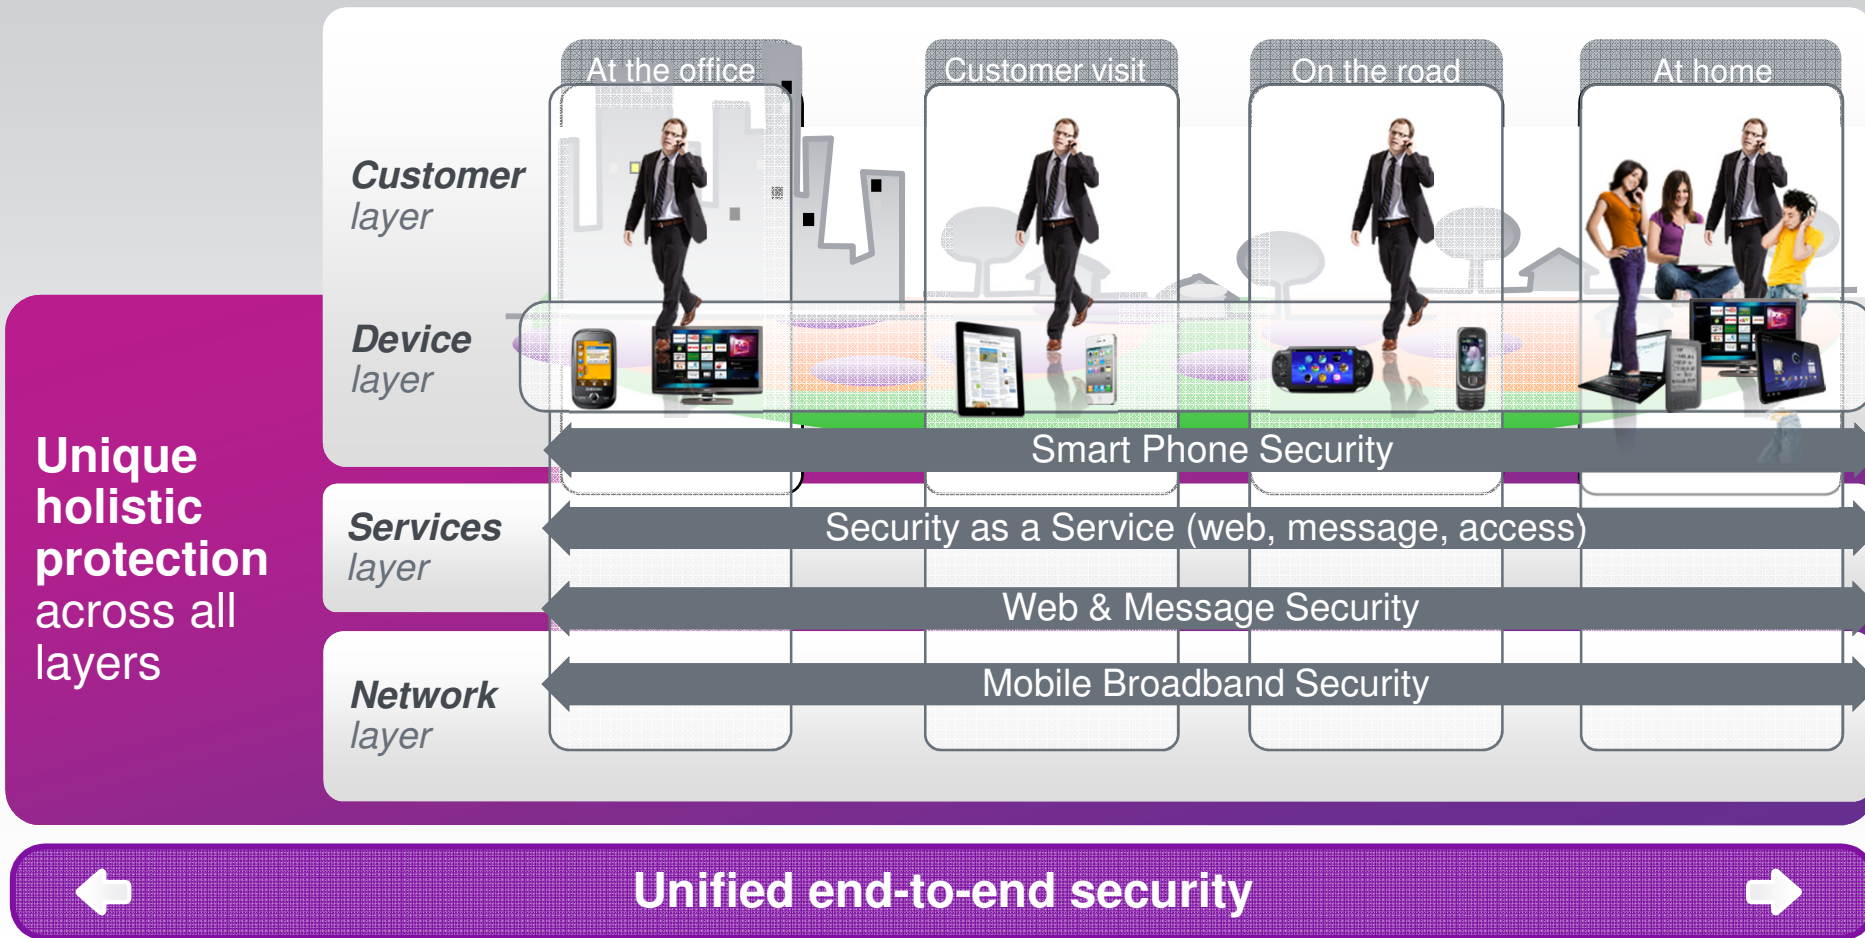 At the office
Customer visit
On the road
At home
Customer
layer
Device
layer
Unique
holistic
protection
across all
layers
Smart Phone Security
Services
layer
Security as a Service (web, message, access)
Web & Message Security
Network
layer
Mobile Broadband Security
Unified end-to-end security